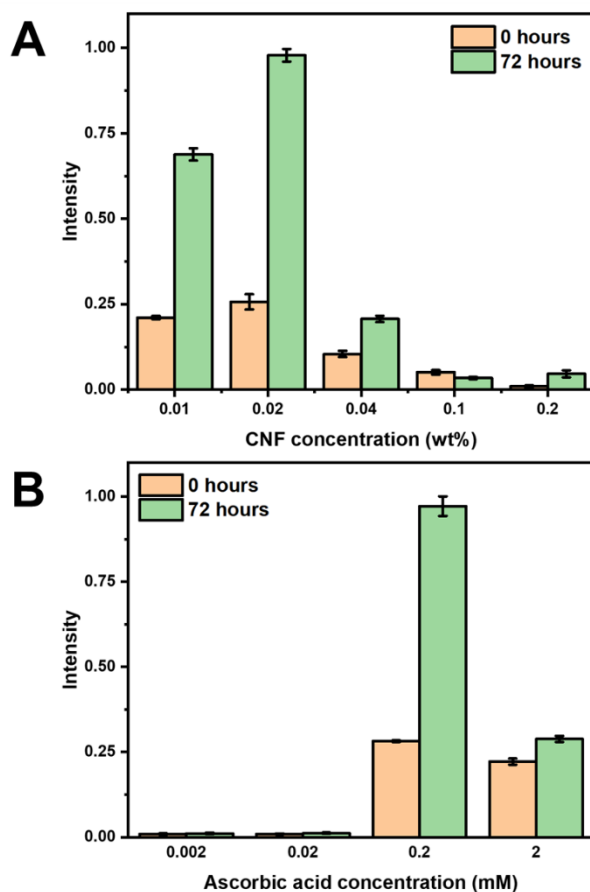 A
0 hours
72 hours
1.00
0.75
0.50
0.25
0.00
Intensity
0.01 0.02 0.04 0.1 0.2
CNF concentration (wt%)
B
0 hours
72 hours
1.00
0.75
0.50
0.25
0.00
Intensity
0.002 0.02 0.2 2
Ascorbic acid concentration (mM)